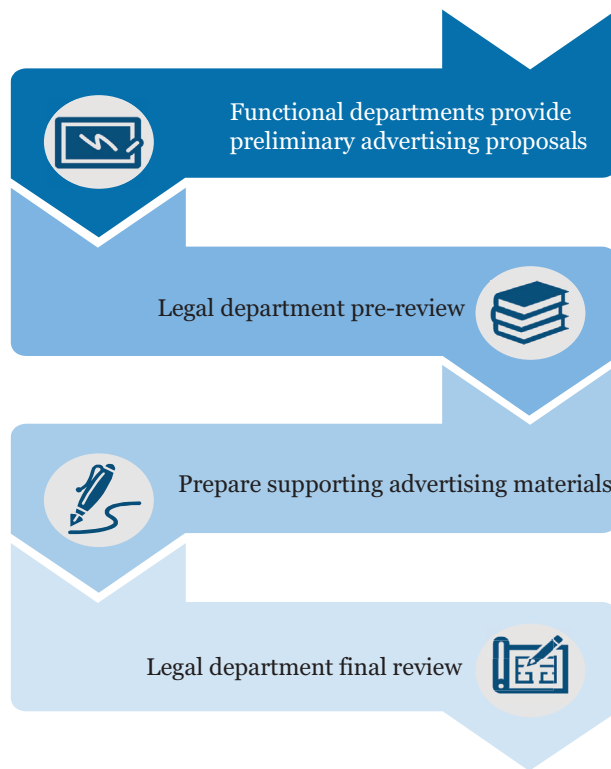 Functional departments provide
preliminary advertising proposals
Legal department pre-review
Prepare supporting advertising materials
Legal department final review